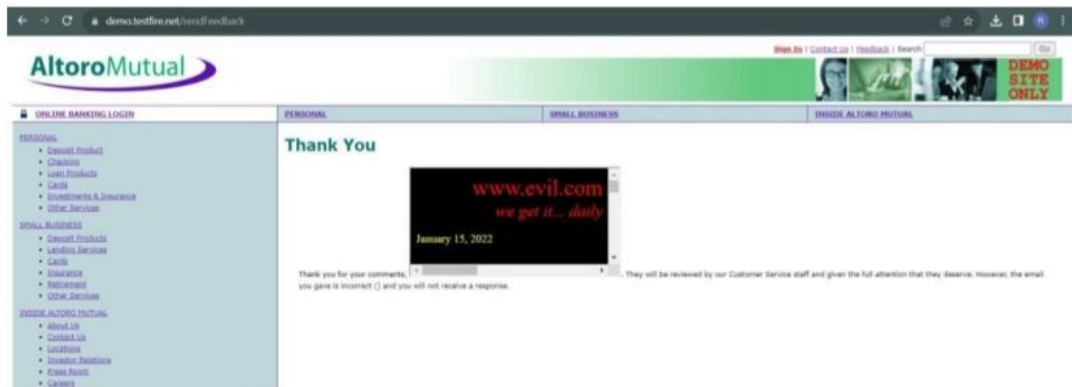 demo.testfire.net/sendFeedback
AltoroMutual
Sign In | Contact Us | Feedback | Search
Go
DEMO
SITE
ONLY
ONLINE BANKING LOGIN
PERSONAL
SMALL BUSINESS
INSIDE ALTORO MUTUAL
PERSONAL
Deposit Product
Checking
Loan Products
Cards
Investments & Insurance
Other Services
SMALL BUSINESS
Deposit Products
Lending Services
Cards
Insurance
Retirement
Other Services
INSIDE ALTORO MUTUAL
About Us
Contact Us
Locations
Investor Relations
Press Room
Careers
Thank You
www.evil.com
we get it... daily
January 15, 2022
Thank you for your comments, . They will be reviewed by our Customer Service staff and given the full attention that they deserve. However, the email
you gave is incorrect () and you will not receive a response.